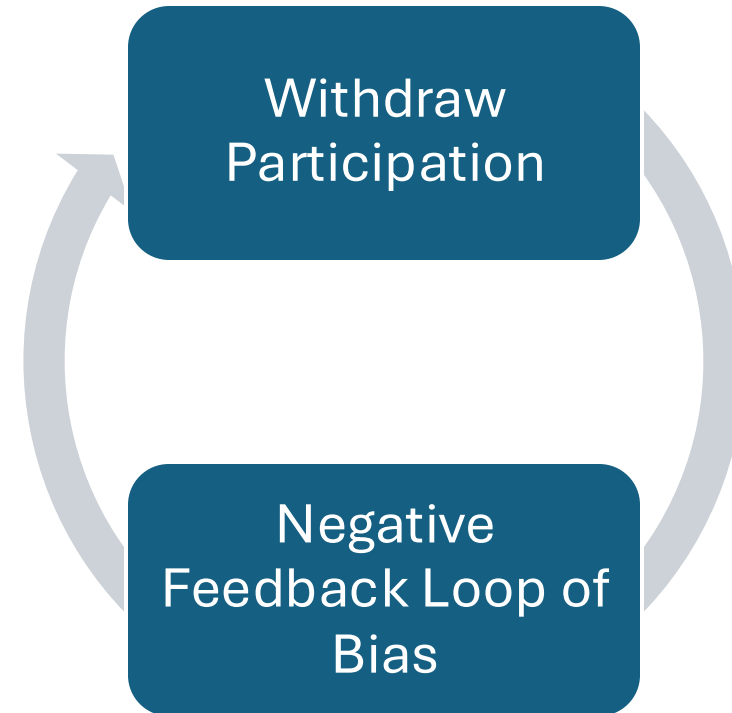 Withdraw
Participation
Negative
Feedback Loop of
Bias